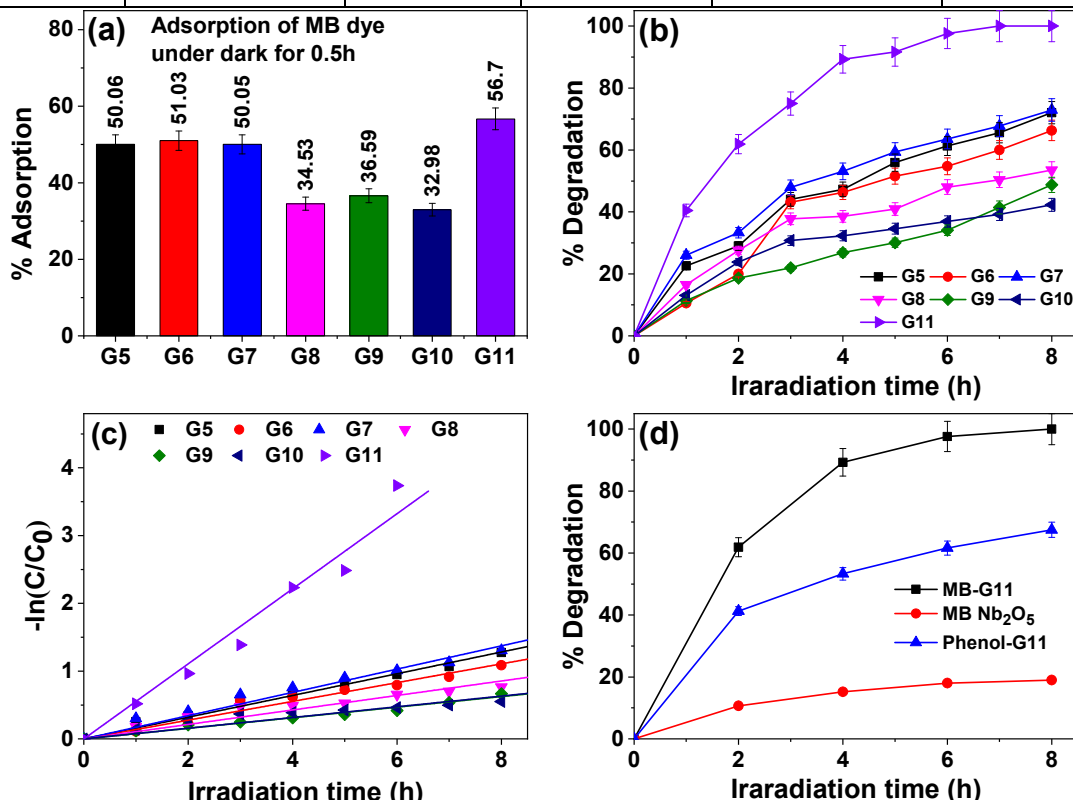 (a)
Adsorption of MB dye
under dark for 0.5h
% Adsorption
80
60
40
20
0
50.06
51.03
50.05
34.53
36.59
32.98
56.7
G5 G6 G7 G8 G9 G10 G11
(b)
% Degradation
100
80
60
40
20
0
G5 G6 G7
G8 G9 G10
G11
0 2 4 6 8
Iraradiation time (h)
(c)
G5 G6 G7 G8
G9 G10 G11
-ln(C/C0)
4
3
2
1
0
0 2 4 6 8
Irradiation time (h)
(d)
% Degradation
100
80
60
40
20
0
MB-G11
MB Nb2O5
Phenol-G11
0 2 4 6 8
Iraradiation time (h)